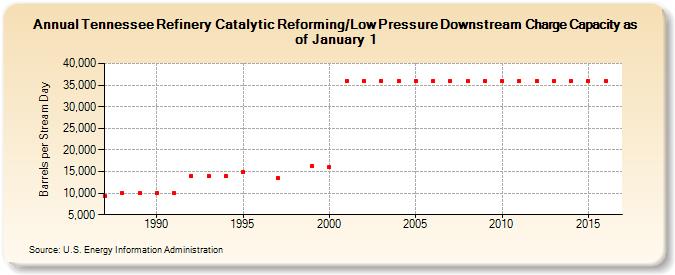 Annual Tennessee Refinery Catalytic Reforming/Low Pressure Downstream Charge Capacity as
of January 1
Barrels per Stream Day
40,000
35,000
30,000
25,000
20,000
15,000
10,000
5,000
1990 1995 2000 2005 2010 2015
Source: U.S. Energy Information Administration